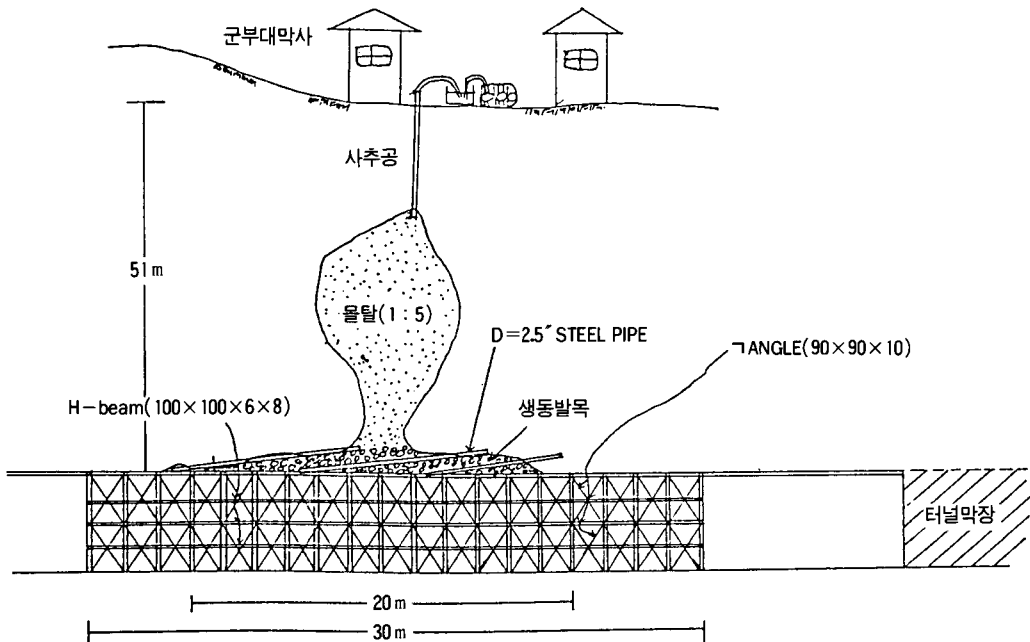 군부대막사
사추공
51m
몰탈(1 : 5)
D=2.5″ STEEL PIPE
ㄱANGLE(90×90×10)
H-beam(100×100×6×8)
생동발목
터널막장
20m
30m